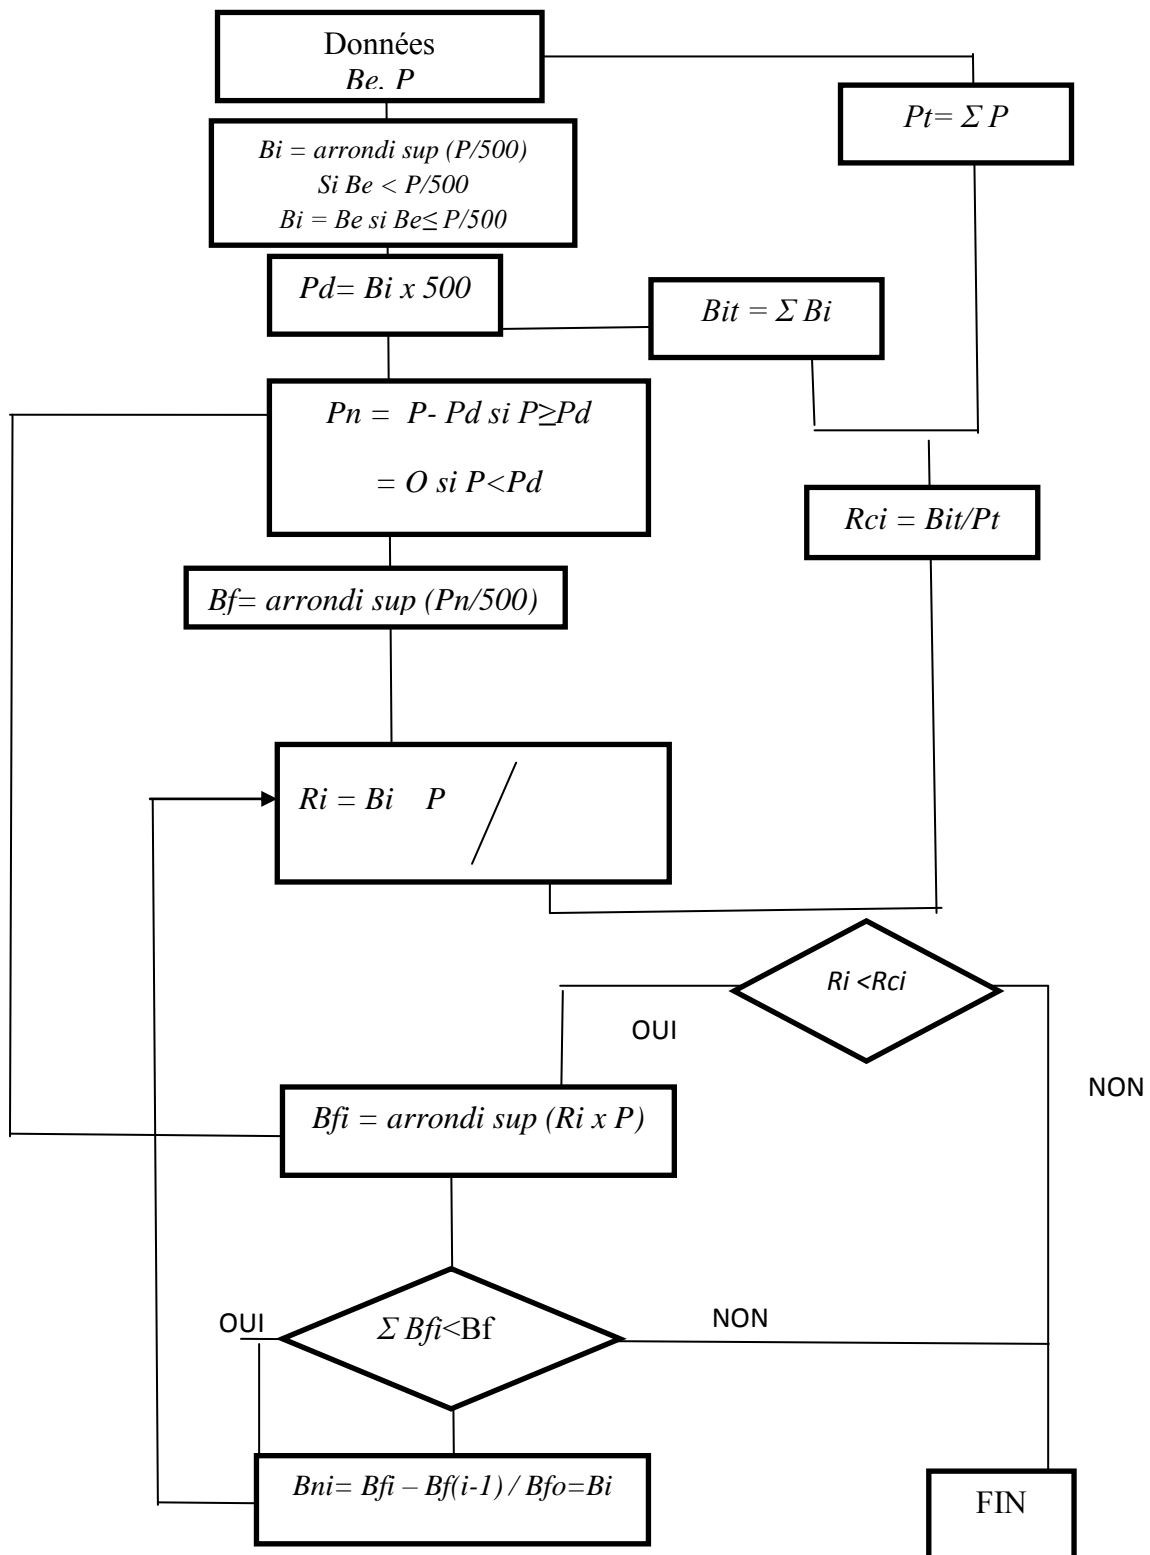 Données
Be, P
Pt= Σ P
Bi = arrondi sup (P/500)
Si Be < P/500
Bi = Be si Be≤ P/500
Pd= Bi x 500
Bit = Σ Bi
Pn = P- Pd si P≥Pd
= O si P<Pd
Rci = Bit/Pt
Bf= arrondi sup (Pn/500)
Ri = Bi P /
Ri <Rci
OUI
NON
Bfi = arrondi sup (Ri x P)
OUI
Σ Bfi<Bf
NON
Bni= Bfi – Bf(i-1) / Bfo=Bi
FIN